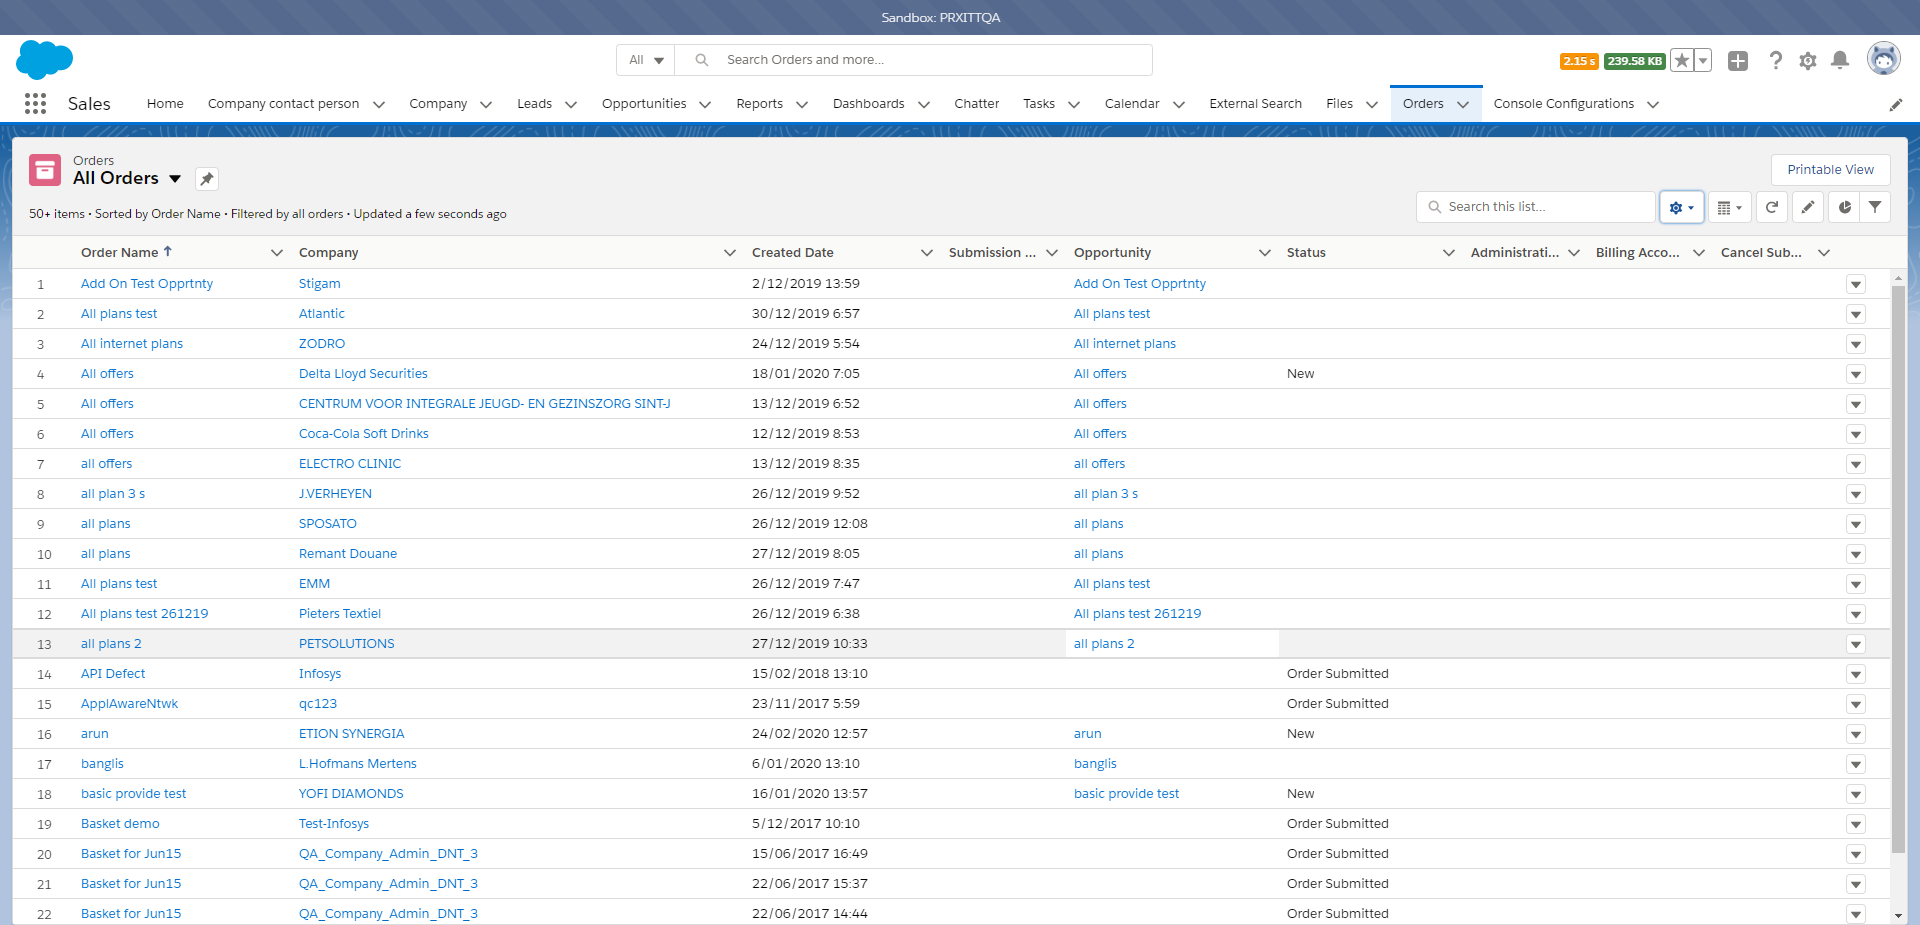 Sandbox: PRXITTQA
All Search Orders and more... 2.15 s 239.58 KB
Sales Home Company contact person Company Leads Opportunities Reports Dashboards Chatter Tasks Calendar External Search Files Orders Console Configurations
Orders
All Orders
Printable View
50+ items • Sorted by Order Name • Filtered by all orders • Updated a few seconds ago
Search this list...
Order Name Company Created Date Submission ... Opportunity Status Administrati... Billing Acco... Cancel Sub...
1 Add On Test Opprtnty Stigam 2/12/2019 13:59 Add On Test Opprtnty
2 All plans test Atlantic 30/12/2019 6:57 All plans test
3 All internet plans ZODRO 24/12/2019 5:54 All internet plans
4 All offers Delta Lloyd Securities 18/01/2020 7:05 All offers New
5 All offers CENTRUM VOOR INTEGRALE JEUGD- EN GEZINSZORG SINT-J 13/12/2019 6:52 All offers
6 All offers Coca-Cola Soft Drinks 12/12/2019 8:53 All offers
7 all offers ELECTRO CLINIC 13/12/2019 8:35 all offers
8 all plan 3 s J.VERHEYEN 26/12/2019 9:52 all plan 3 s
9 all plans SPOSATO 26/12/2019 12:08 all plans
10 all plans Remant Douane 27/12/2019 8:05 all plans
11 All plans test EMM 26/12/2019 7:47 All plans test
12 All plans test 261219 Pieters Textiel 26/12/2019 6:38 All plans test 261219
13 all plans 2 PETSOLUTIONS 27/12/2019 10:33 all plans 2
14 API Defect Infosys 15/02/2018 13:10 Order Submitted
15 ApplAwareNtwk qc123 23/11/2017 5:59 Order Submitted
16 arun ETION SYNERGIA 24/02/2020 12:57 arun New
17 banglis L.Hofmans Mertens 6/01/2020 13:10 banglis
18 basic provide test YOFI DIAMONDS 16/01/2020 13:57 basic provide test New
19 Basket demo Test-Infosys 5/12/2017 10:10 Order Submitted
20 Basket for Jun15 QA_Company_Admin_DNT_3 15/06/2017 16:49 Order Submitted
21 Basket for Jun15 QA_Company_Admin_DNT_3 22/06/2017 15:37 Order Submitted
22 Basket for Jun15 QA_Company_Admin_DNT_3 22/06/2017 14:44 Order Submitted